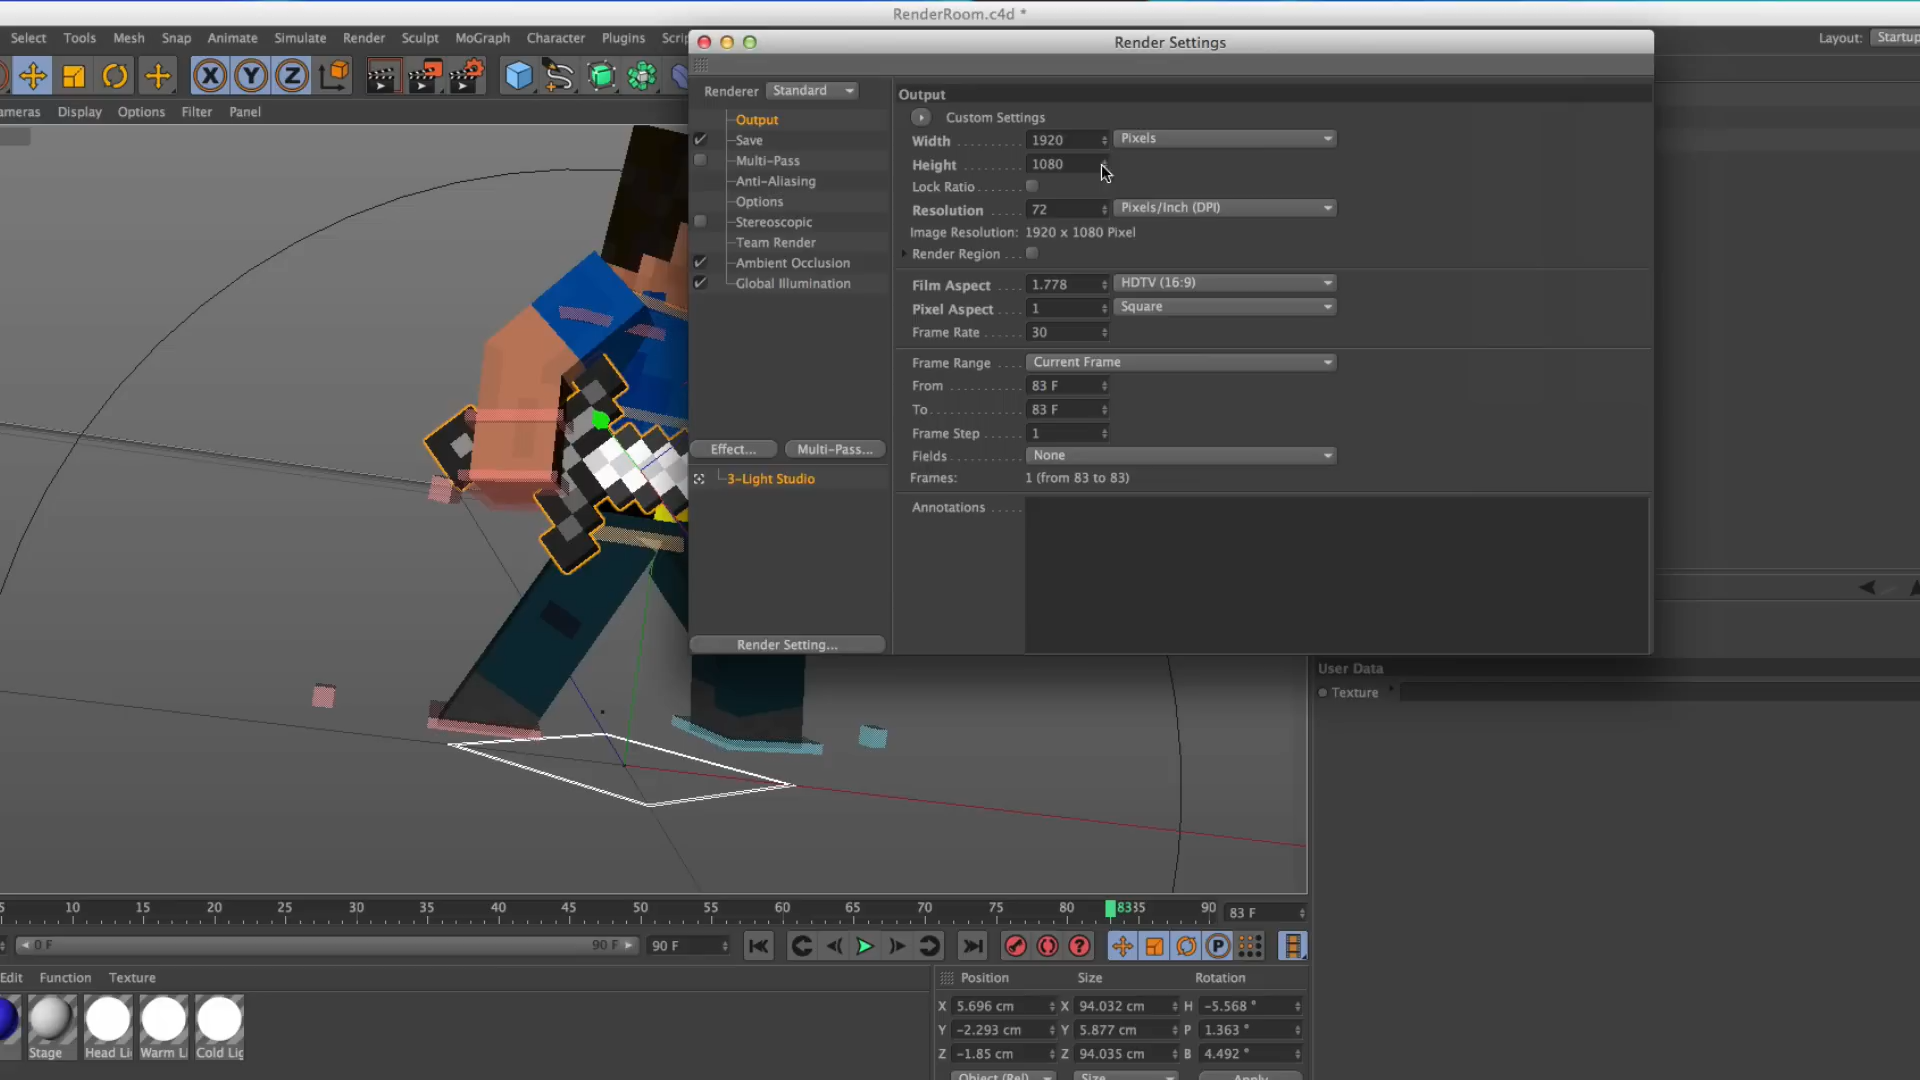 RenderRoom.c4d *
Select Tools Mesh Snap Animate Simulate Render Sculpt MoGraph Character Plugins Scrip
Layout: Startup
Render Settings
ameras Display Options Filter Panel
Renderer Standard
Output
Save
Multi-Pass
Anti-Aliasing
Options
Stereoscopic
Team Render
Ambient Occlusion
Global Illumination
Effect... Multi-Pass...
3-Light Studio
Render Setting...
Output
Custom Settings
Width 1920 Pixels
Height 1080
Lock Ratio
Resolution 72 Pixels/Inch (DPI)
Image Resolution: 1920 x 1080 Pixel
Render Region
Film Aspect 1.778 HDTV (16:9)
Pixel Aspect 1 Square
Frame Rate 30
Frame Range Current Frame
From 83 F
To 83 F
Frame Step 1
Fields None
Frames: 1 (from 83 to 83)
Annotations
User Data
Texture
5 10 15 20 25 30 35 40 45 50 55 60 65 70 75 80 8335 90 83 F
0 F 90 F 90 F
Edit Function Texture
Stage Head Li Warm Li Cold Lig
Position Size Rotation
X 5.696 cm X 94.032 cm H -5.568 °
Y -2.293 cm Y 5.877 cm P 1.363 °
Z -1.85 cm Z 94.035 cm B 4.492 °
Object (Rel) Size Apply